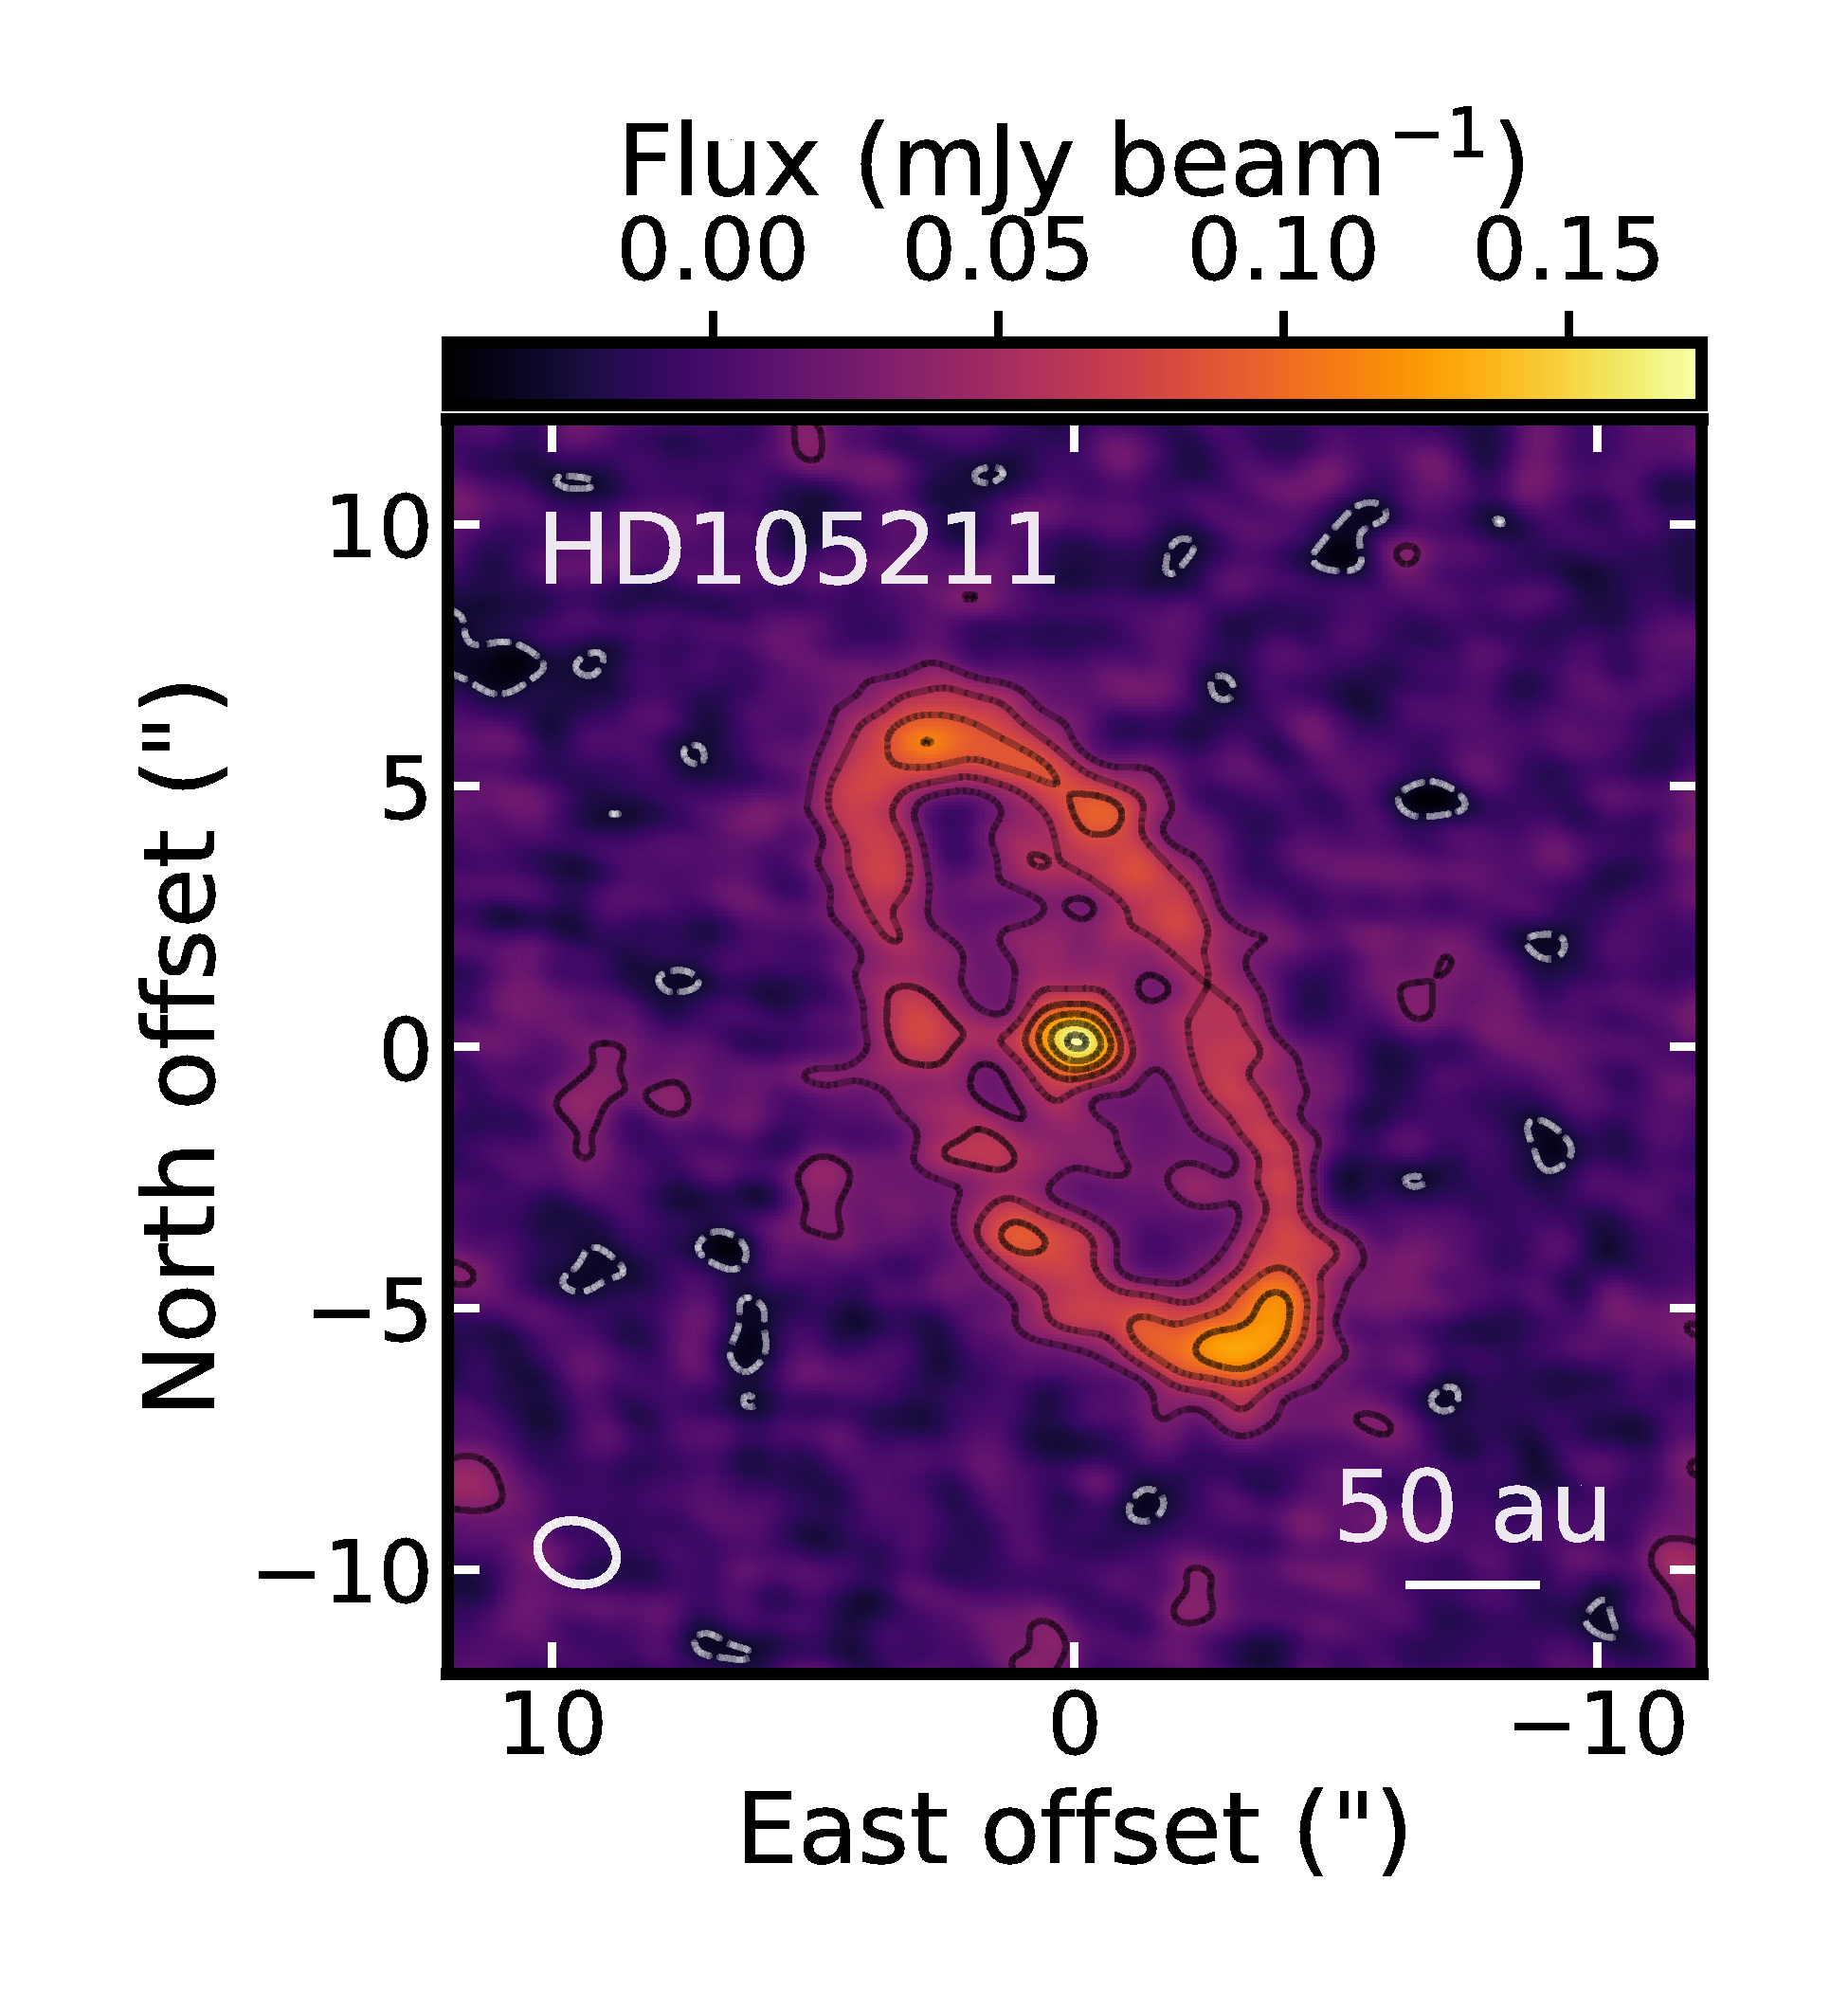 Flux (mJy beam⁻¹)
0.00 0.05 0.10 0.15
HD105211
10
5
0
−5
−10
North offset (")
50 au
10 0 −10
East offset (")